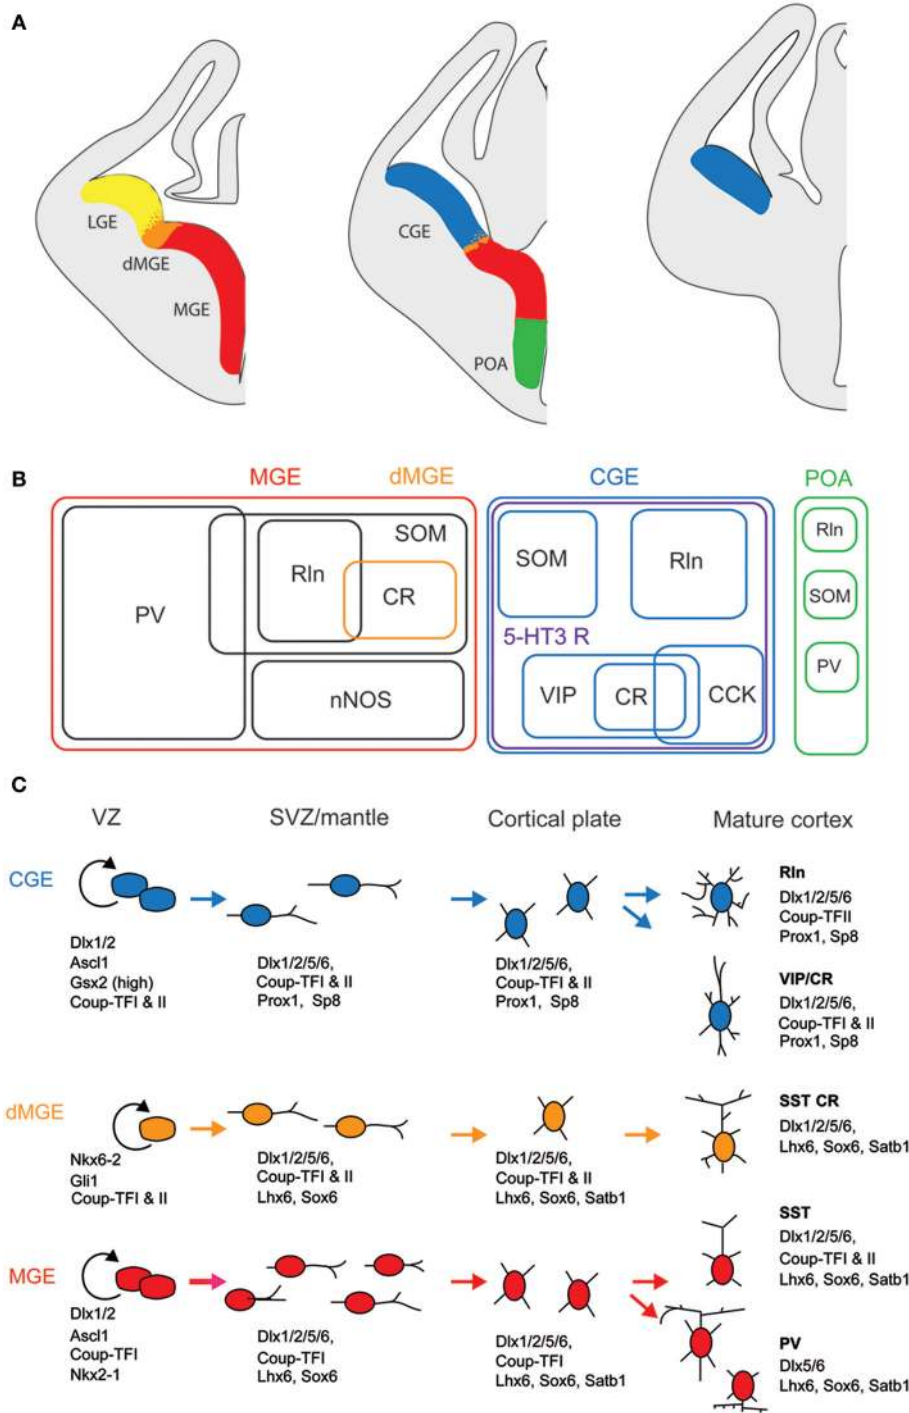 A
LGE
dMGE
MGE
CGE
POA
B
MGE
dMGE
CGE
POA
PV
SOM
Rln
CR
nNOS
SOM
Rln
5-HT3 R
VIP
CR
CCK
Rln
SOM
PV
C
VZ
SVZ/mantle
Cortical plate
Mature cortex
CGE
Dlx1/2
Ascl1
Gsx2 (high)
Coup-TFI & II
Dlx1/2/5/6,
Coup-TFI & II
Prox1, Sp8
Dlx1/2/5/6,
Coup-TFI & II
Prox1, Sp8
Rln
Dlx1/2/5/6
Coup-TFII
Prox1, Sp8
VIP/CR
Dlx1/2/5/6,
Coup-TFI & II
Prox1, Sp8
dMGE
Nkx6-2
Gli1
Coup-TFI & II
Dlx1/2/5/6,
Coup-TFI & II
Lhx6, Sox6
Dlx1/2/5/6,
Coup-TFI & II
Lhx6, Sox6, Satb1
SST CR
Dlx1/2/5/6,
Lhx6, Sox6, Satb1
MGE
Dlx1/2
Ascl1
Coup-TFI
Nkx2-1
Dlx1/2/5/6,
Coup-TFI
Lhx6, Sox6
Dlx1/2/5/6,
Coup-TFI
Lhx6, Sox6, Satb1
SST
Dlx1/2/5/6,
Coup-TFI & II
Lhx6, Sox6, Satb1
PV
Dlx5/6
Lhx6, Sox6, Satb1